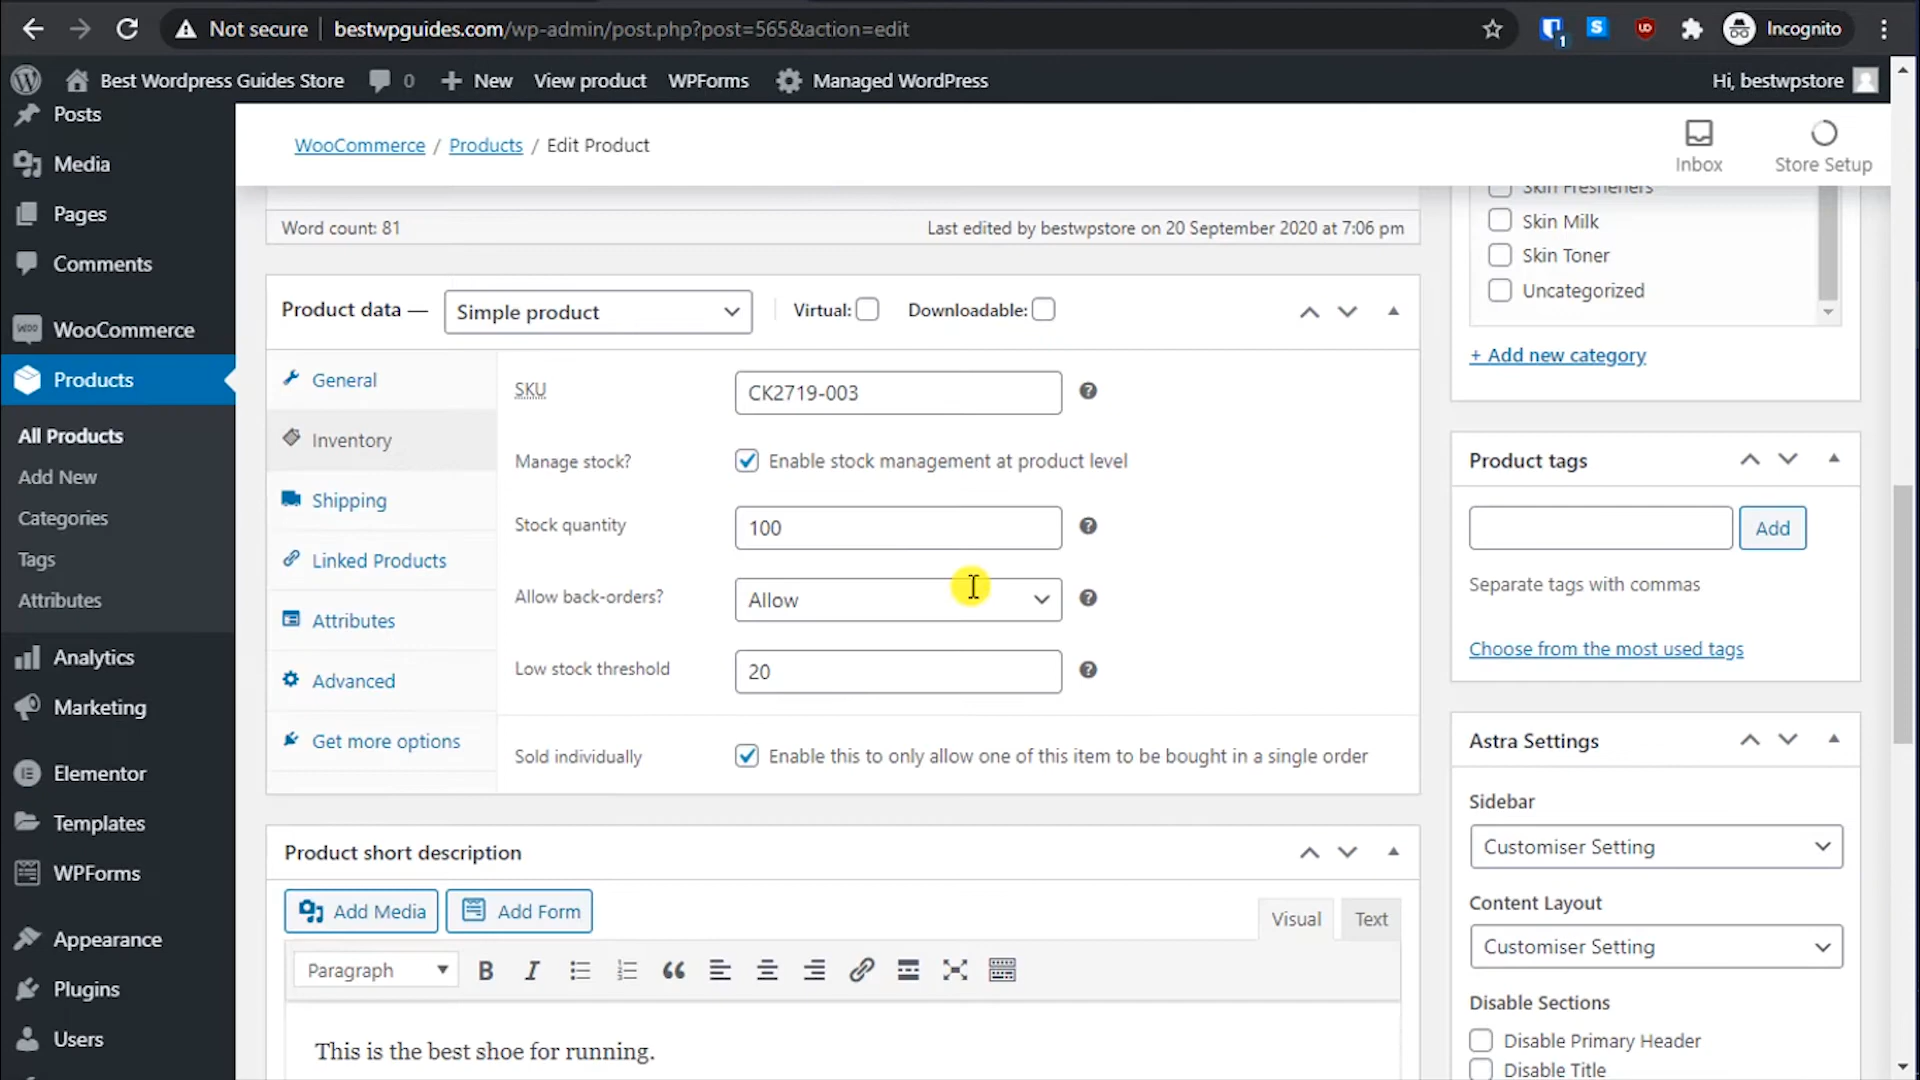 Not secure | bestwpguides.com/wp-admin/post.php?post=565&action=edit
1
UD
Incognito
Best Wordpress Guides Store
0
New
View product
WPForms
Managed WordPress
Hi, bestwpstore
Posts
Media
Pages
Comments
WooCommerce
Products
All Products
Add New
Categories
Tags
Attributes
Analytics
Marketing
Elementor
Templates
WPForms
Appearance
Plugins
Users
WooCommerce / Products / Edit Product
Inbox
Store Setup
Word count: 81
Last edited by bestwpstore on 20 September 2020 at 7:06 pm
Product data — Simple product
Virtual:
Downloadable:
General
Inventory
Shipping
Linked Products
Attributes
Advanced
Get more options
SKU
CK2719-003
Manage stock?
Enable stock management at product level
Stock quantity
100
Allow back-orders?
Allow
Low stock threshold
20
Sold individually
Enable this to only allow one of this item to be bought in a single order
Product short description
Add Media
Add Form
Visual
Text
Paragraph
This is the best shoe for running.
Skin Fresheners
Skin Milk
Skin Toner
Uncategorized
+ Add new category
Product tags
Add
Separate tags with commas
Choose from the most used tags
Astra Settings
Sidebar
Customiser Setting
Content Layout
Customiser Setting
Disable Sections
Disable Primary Header
Disable Title